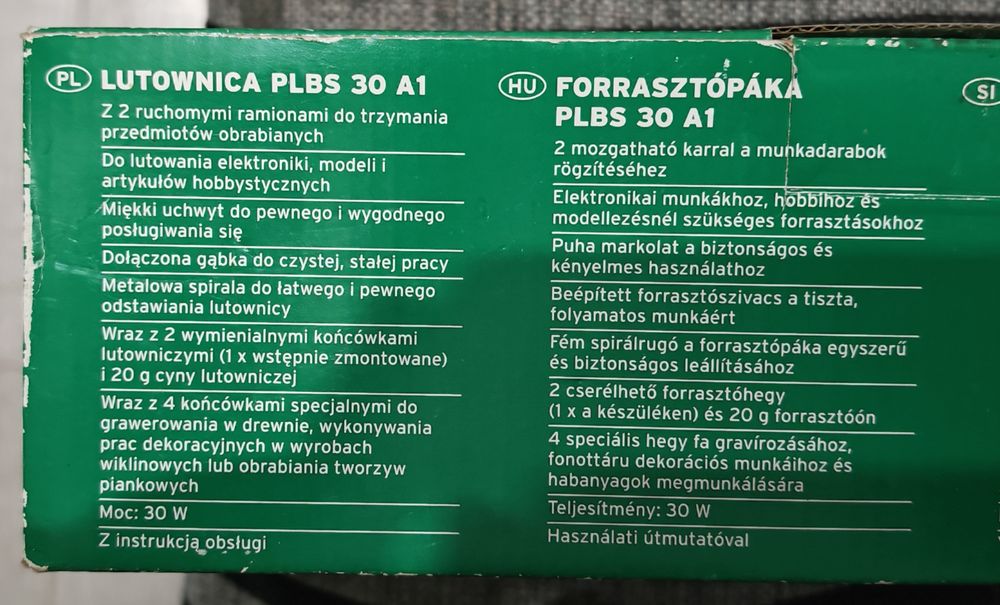 PL LUTOWNICA PLBS 30 A1
Z 2 ruchomymi ramionami do trzymania
przedmiotów obrabianych
Do lutowania elektroniki, modeli i
artykułów hobbystycznych
Miękki uchwyt do pewnego i wygodnego
posługiwania się
Dołączona gąbka do czystej, stałej pracy
Metalowa spirala do łatwego i pewnego
odstawiania lutownicy
Wraz z 2 wymienialnymi końcówkami
lutowniczymi (1 x wstępnie zmontowane)
i 20 g cyny lutowniczej
Wraz z 4 końcówkami specjalnymi do
grawerowania w drewnie, wykonywania
prac dekoracyjnych w wyrobach
wiklinowych lub obrabiania tworzyw
piankowych
Moc: 30 W
Z instrukcją obsługi
HU FORRASZTÓPÁKA
PLBS 30 A1
2 mozgatható karral a munkadarabok
rögzítéséhez
Elektronikai munkákhoz, hobbihoz és
modellezésnél szükséges forrasztásokhoz
Puha markolat a biztonságos és
kényelmes használathoz
Beépített forrasztószivacs a tiszta,
folyamatos munkáért
Fém spirálrugó a forrasztópáka egyszerű
és biztonságos leállításához
2 cserélhető forrasztóhegy
(1 x a készüléken) és 20 g forrasztóón
4 speciális hegy fa gravírozásához,
fonottáru dekorációs munkáihoz és
habanyagok megmunkálására
Teljesítmény: 30 W
Használati útmutatóval
SI